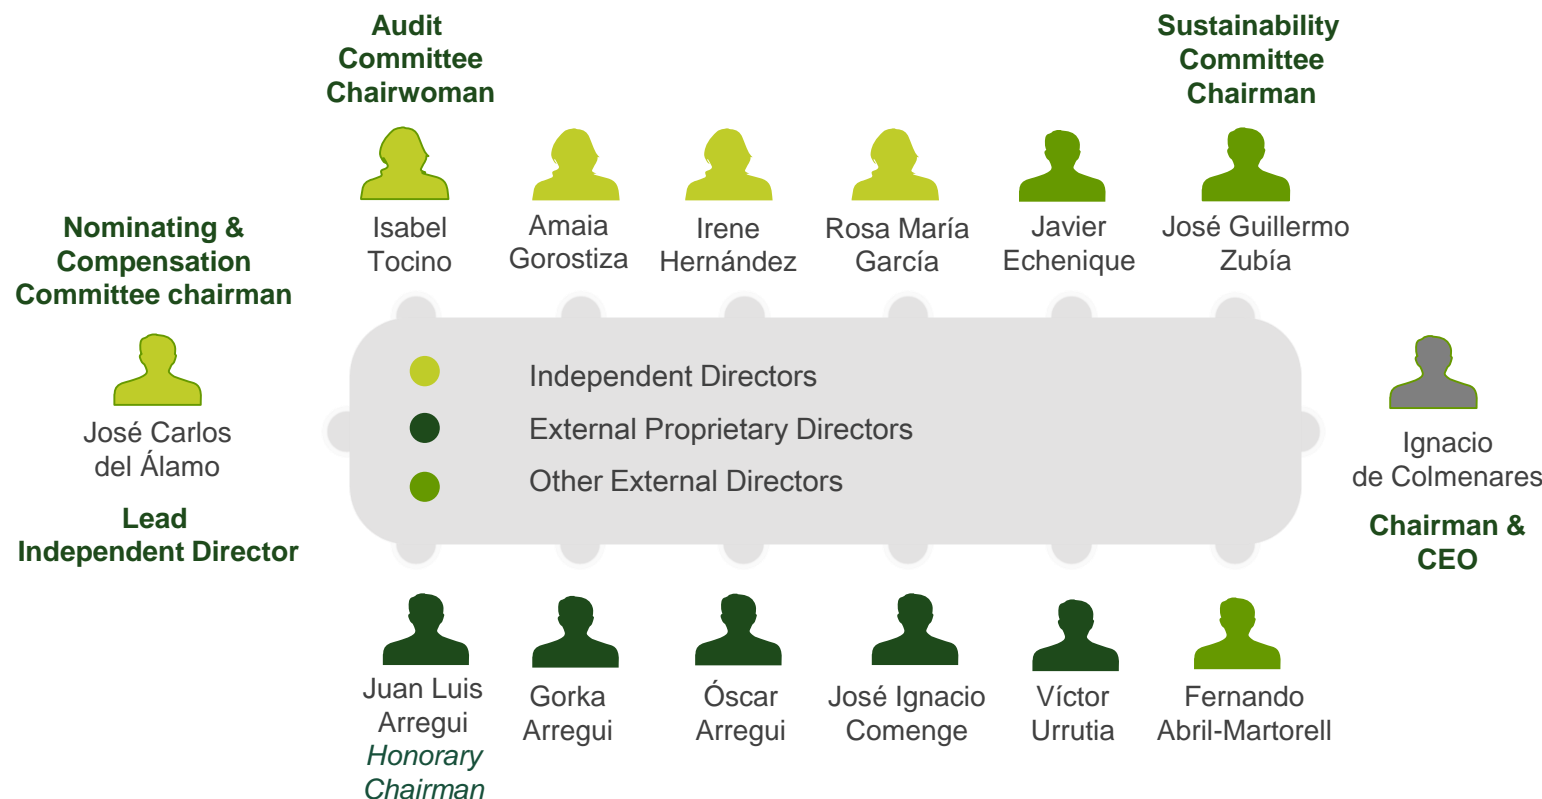 Audit
Committee
Chairwoman
Sustainability
Committee
Chairman
Isabel
Tocino
Amaia
Gorostiza
Irene
Hernández
Rosa María
García
Javier
Echenique
José Guillermo
Zubía
Nominating &
Compensation
Committee chairman
José Carlos
del Álamo
Lead
Independent Director
Independent Directors
External Proprietary Directors
Other External Directors
Ignacio
de Colmenares
Chairman &
CEO
Juan Luis
Arregui
Honorary
Chairman
Gorka
Arregui
Óscar
Arregui
José Ignacio
Comenge
Víctor
Urrutia
Fernando
Abril-Martorell